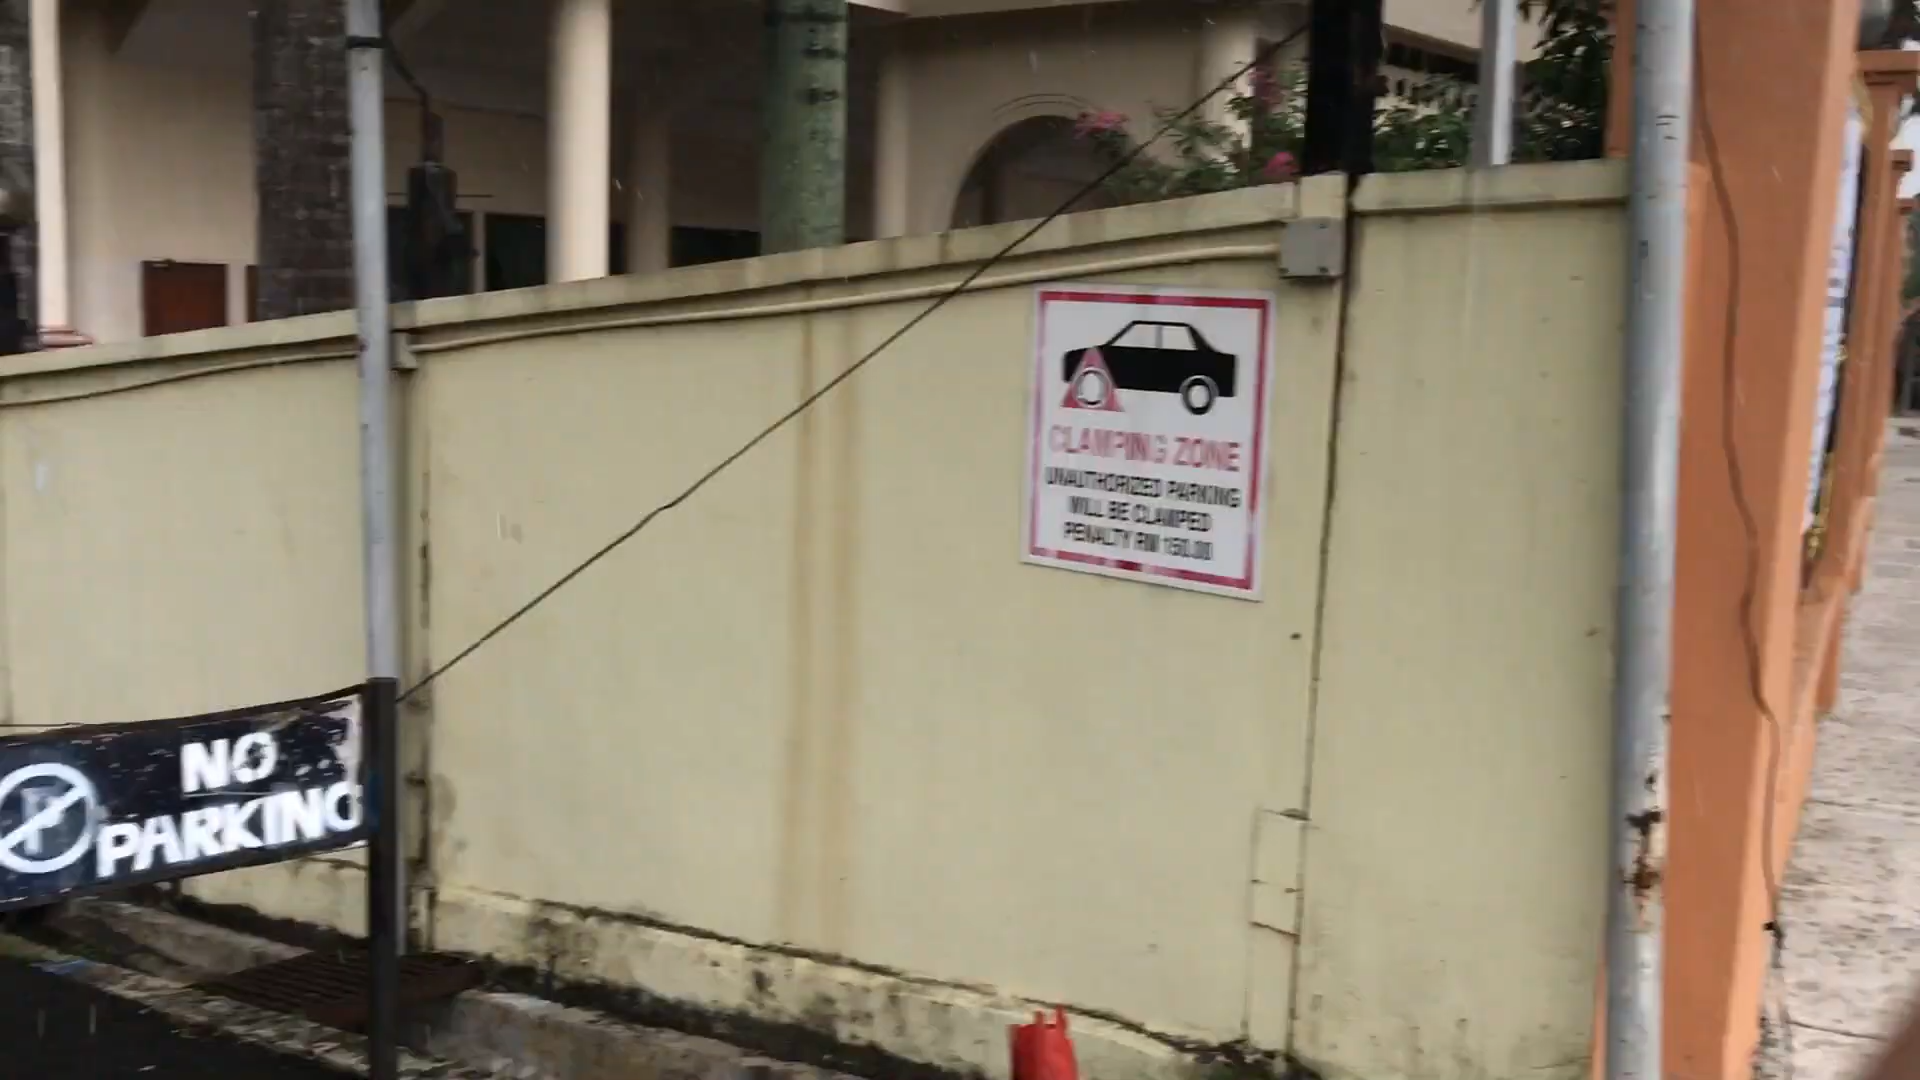 CLAMPING ZONE
UNAUTHORIZED PARKING
WILL BE CLAMPED
PENALTY RM 150.00
NO
PARKING